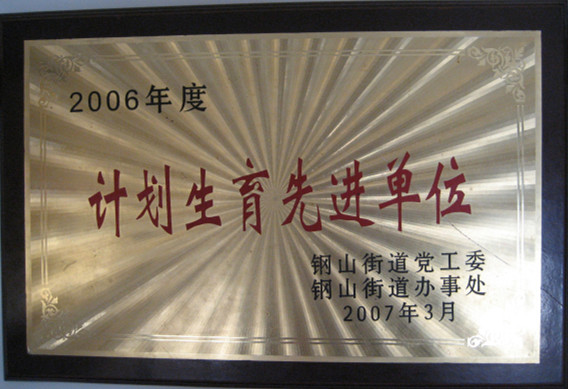 2006年度
计划生育先进单位
钢山街道党工委
钢山街道办事处
2007年3月